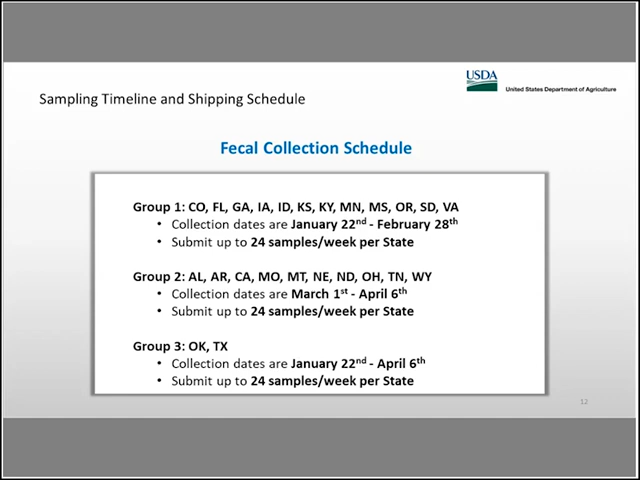 USDA
United States Department of Agriculture
Sampling Timeline and Shipping Schedule
Fecal Collection Schedule
Group 1: CO, FL, GA, IA, ID, KS, KY, MN, MS, OR, SD, VA
• Collection dates are January 22nd - February 28th
• Submit up to 24 samples/week per State
Group 2: AL, AR, CA, MO, MT, NE, ND, OH, TN, WY
• Collection dates are March 1st - April 6th
• Submit up to 24 samples/week per State
Group 3: OK, TX
• Collection dates are January 22nd - April 6th
• Submit up to 24 samples/week per State
12